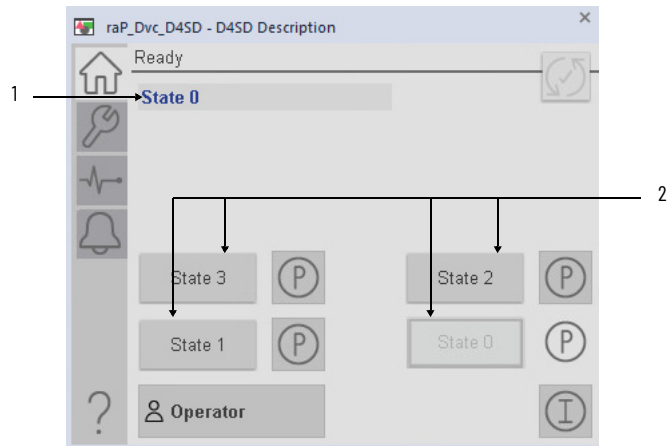 raP_Dvc_D4SD - D4SD Description
Ready
1
State 0
2
State 3
P
State 2
P
State 1
P
State 0
P
?
Operator
I